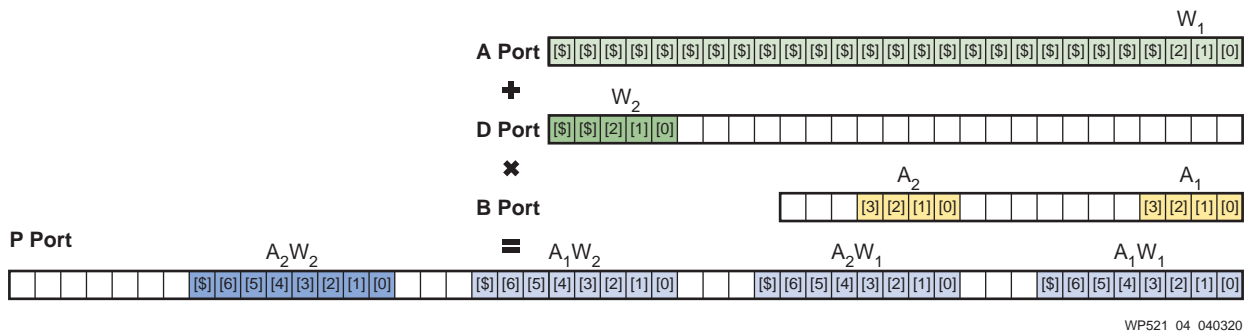 W₁
A Port [$] [$] [$] [$] [$] [$] [$] [$] [$] [$] [$] [$] [$] [$] [$] [$] [$] [$] [$] [$] [$] [$] [$] [$] [2] [1] [0]
+
W₂
D Port [$] [$] [2] [1] [0]
×
A₂ A₁
B Port [3] [2] [1] [0] [3] [2] [1] [0]
P Port =
A₂W₂ A₁W₂ A₂W₁ A₁W₁
[$] [6] [5] [4] [3] [2] [1] [0] [$] [6] [5] [4] [3] [2] [1] [0] [$] [6] [5] [4] [3] [2] [1] [0] [$] [6] [5] [4] [3] [2] [1] [0]
WP521_04_040320